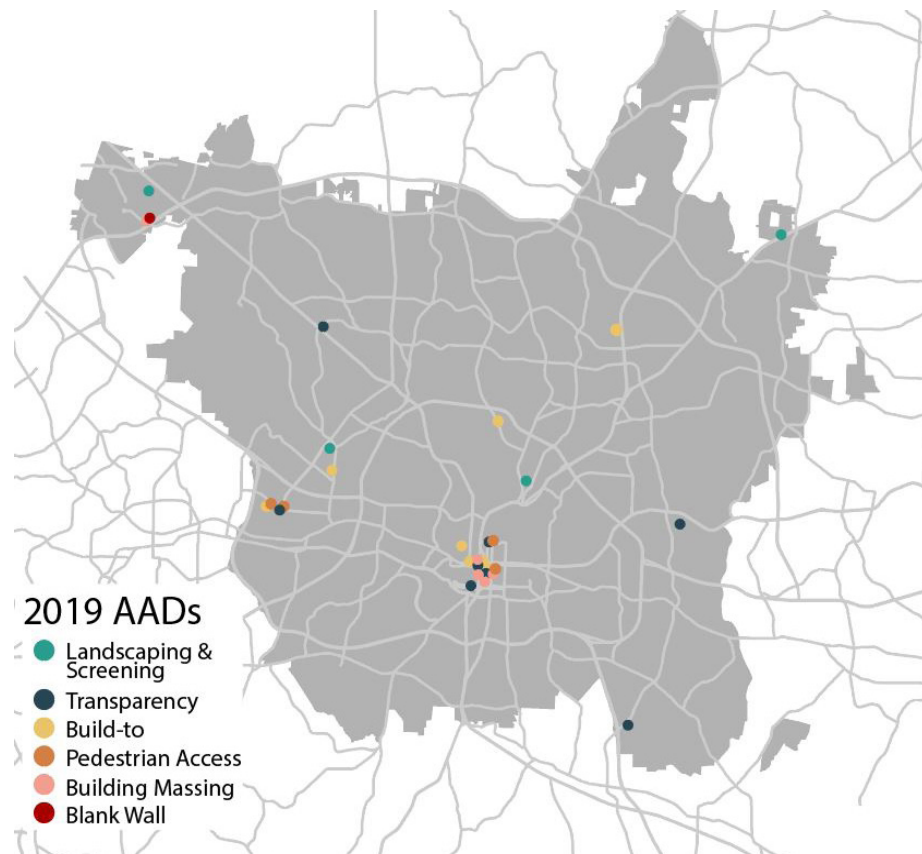 2019 AADs
Landscaping &
Screening
Transparency
Build-to
Pedestrian Access
Building Massing
Blank Wall